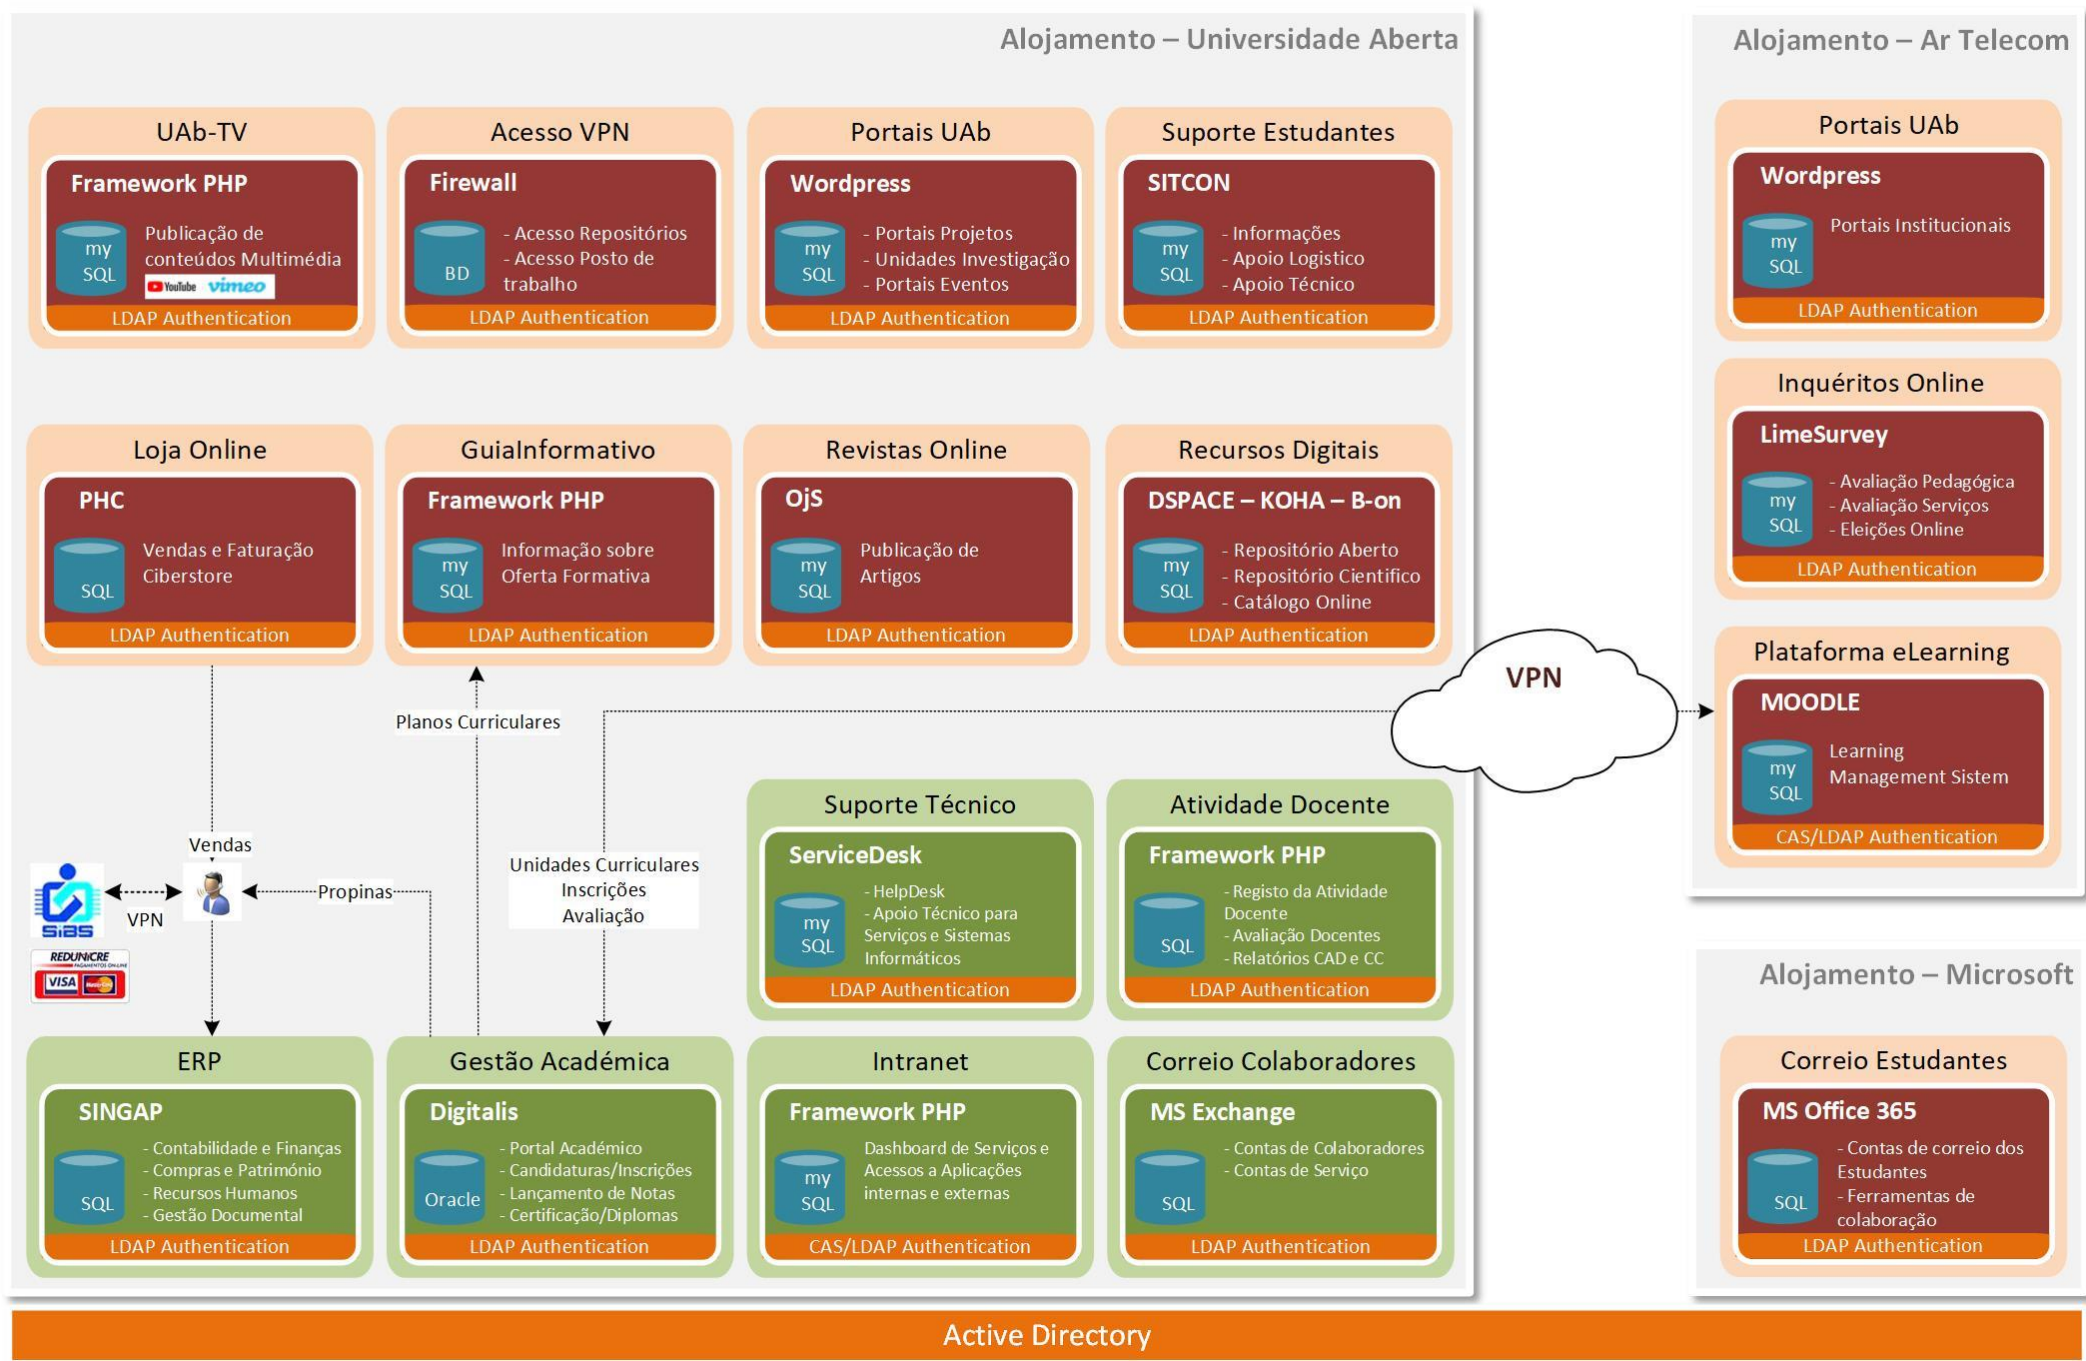 Alojamento – Universidade Aberta
UAb-TV
Framework PHP
my
SQL
Publicação de
conteúdos Multimédia
YouTube vimeo
LDAP Authentication
Acesso VPN
Firewall
BD
- Acesso Repositórios
- Acesso Posto de
trabalho
LDAP Authentication
Portais UAb
Wordpress
my
SQL
- Portais Projetos
- Unidades Investigação
- Portais Eventos
LDAP Authentication
Suporte Estudantes
SITCON
my
SQL
- Informações
- Apoio Logistico
- Apoio Técnico
LDAP Authentication
Loja Online
PHC
SQL
Vendas e Faturação
Ciberstore
LDAP Authentication
GuiaInformativo
Framework PHP
my
SQL
Informação sobre
Oferta Formativa
LDAP Authentication
Revistas Online
OjS
my
SQL
Publicação de
Artigos
LDAP Authentication
Recursos Digitais
DSPACE – KOHA – B-on
my
SQL
- Repositório Aberto
- Repositório Cientifico
- Catálogo Online
LDAP Authentication
Planos Curriculares
VPN
Vendas
SiBS
VPN
Propinas
REDUNICRE
PAGAMENTOS ON-LINE
VISA MasterCard
Unidades Curriculares
Inscrições
Avaliação
Suporte Técnico
ServiceDesk
my
SQL
- HelpDesk
- Apoio Técnico para
Serviços e Sistemas
Informáticos
LDAP Authentication
Atividade Docente
Framework PHP
SQL
- Registo da Atividade
Docente
- Avaliação Docentes
- Relatórios CAD e CC
LDAP Authentication
ERP
SINGAP
SQL
- Contabilidade e Finanças
- Compras e Património
- Recursos Humanos
- Gestão Documental
LDAP Authentication
Gestão Académica
Digitalis
Oracle
- Portal Académico
- Candidaturas/Inscrições
- Lançamento de Notas
- Certificação/Diplomas
LDAP Authentication
Intranet
Framework PHP
my
SQL
Dashboard de Serviços e
Acessos a Aplicações
internas e externas
CAS/LDAP Authentication
Correio Colaboradores
MS Exchange
SQL
- Contas de Colaboradores
- Contas de Serviço
LDAP Authentication
Alojamento – Ar Telecom
Portais UAb
Wordpress
my
SQL
Portais Institucionais
LDAP Authentication
Inquéritos Online
LimeSurvey
my
SQL
- Avaliação Pedagógica
- Avaliação Serviços
- Eleições Online
LDAP Authentication
Plataforma eLearning
MOODLE
my
SQL
Learning
Management Sistem
CAS/LDAP Authentication
Alojamento – Microsoft
Correio Estudantes
MS Office 365
SQL
- Contas de correio dos
Estudantes
- Ferramentas de
colaboração
LDAP Authentication
Active Directory